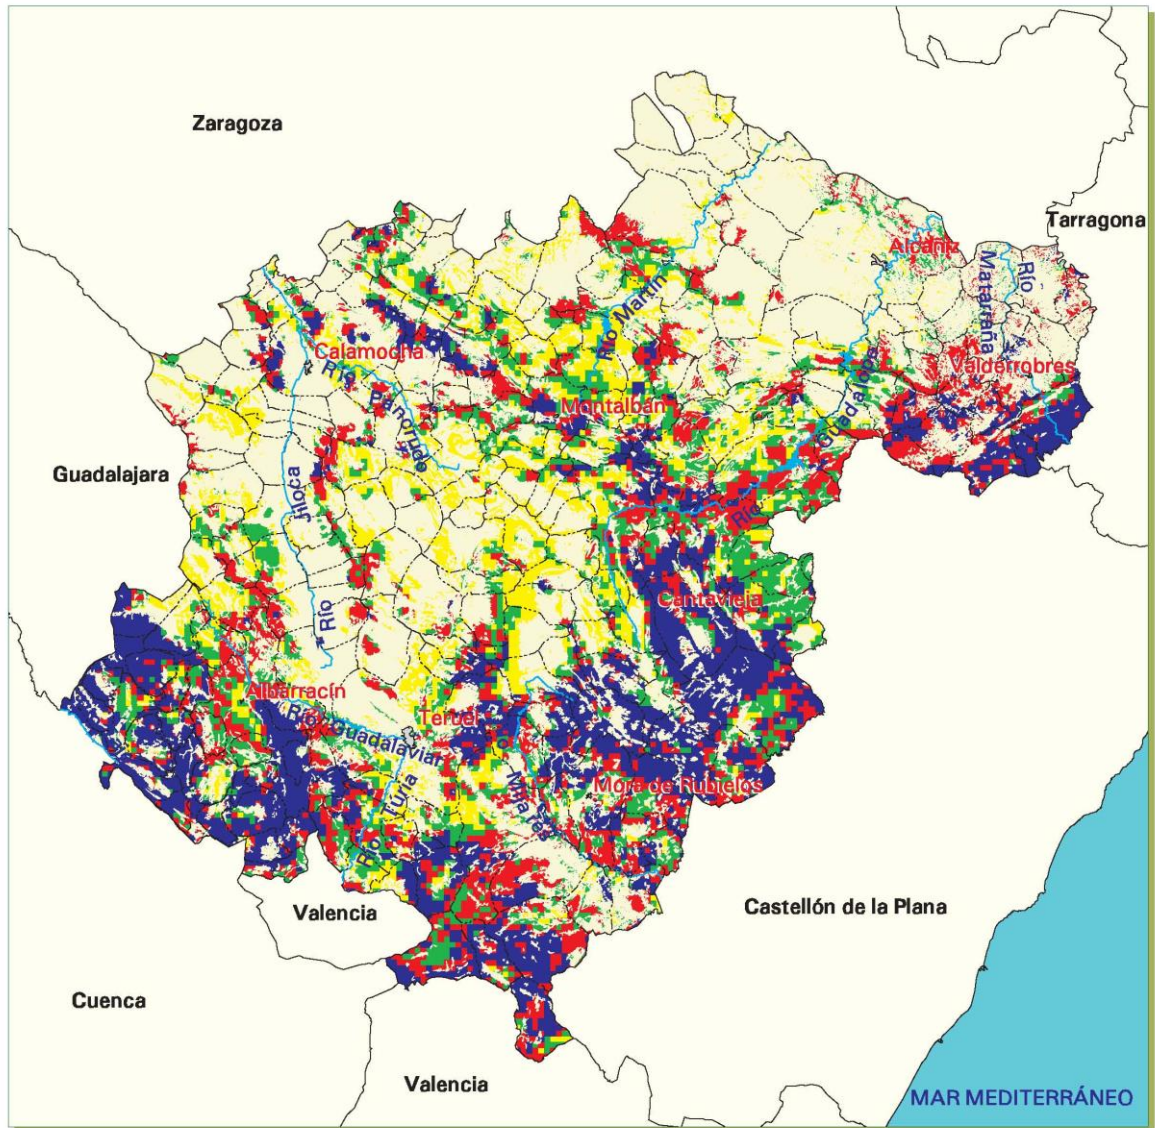 Zaragoza
Tarragona
Alcañiz
Río
Matarraña
Río Martín
Calamocha
Río
Pancrudo
Valderrobres
Montalbán
Guadalope
Guadalajara
Jiloca
Río
Río
Cantavieja
Albarracín
Teruel
Río Guadalaviar
Mora de Rubielos
Mijares
Río Turia
Valencia
Castellón de la Plana
Cuenca
Valencia
MAR MEDITERRÁNEO